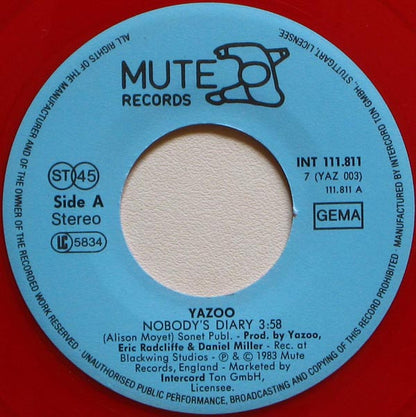 ALL RIGHTS OF THE MANUFACTURER AND OF THE OWNER OF THE RECORDED WORK RESERVED · UNAUTHORISED PUBLIC PERFORMANCE, BROADCASTING AND COPYING OF THIS RECORD PROHIBITED · MANUFACTURED BY INTERCORD TON GMBH, STUTTGART, LICENSEE.
MUTE
RECORDS
ST 45
Side A
Stereo
LC 5834
INT 111.811
7 (YAZ 003)
111.811 A
GEMA
YAZOO
NOBODY'S DIARY 3:58
(Alison Moyet) Sonet Publ. - Prod. by Yazoo,
Eric Radcliffe & Daniel Miller - Rec. at
Blackwing Studios - ℗ & © 1983 Mute
Records, England - Marketed by
Intercord Ton GmbH,
Licensee.